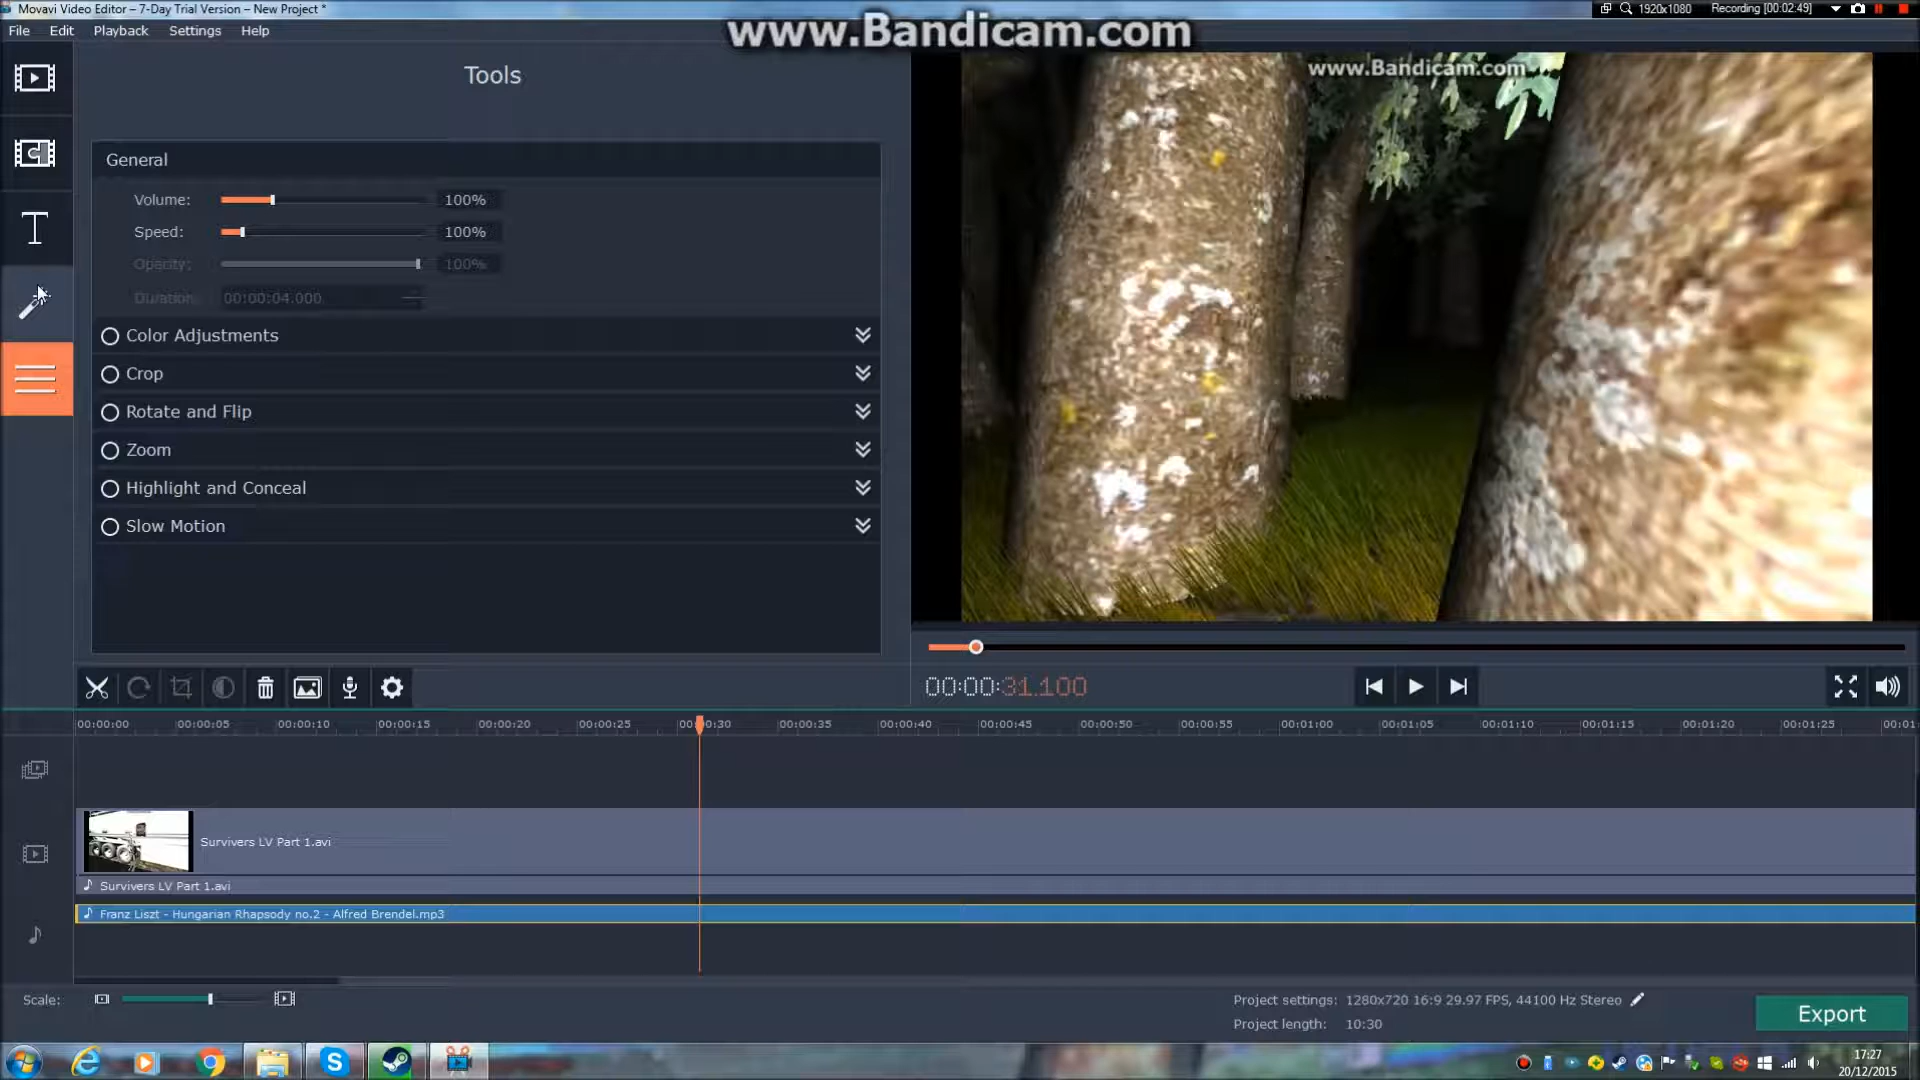 Movavi Video Editor – 7-Day Trial Version – New Project *
1920x1080
Recording [00:02:49]
File
Edit
Playback
Settings
Help
www.Bandicam.com
Tools
www.Bandicam.com
General
Volume:
100%
Speed:
100%
Opacity:
100%
Duration:
00:00:04.000
Color Adjustments
Crop
Rotate and Flip
Zoom
Highlight and Conceal
Slow Motion
00:00:31.100
00:00:00
00:00:05
00:00:10
00:00:15
00:00:20
00:00:25
00:00:30
00:00:35
00:00:40
00:00:45
00:00:50
00:00:55
00:01:00
00:01:05
00:01:10
00:01:15
00:01:20
00:01:25
00:01:
Survivers LV Part 1.avi
Survivers LV Part 1.avi
Franz Liszt - Hungarian Rhapsody no.2 - Alfred Brendel.mp3
Scale:
Project settings: 1280x720 16:9 29.97 FPS, 44100 Hz Stereo
Project length: 10:30
Export
17:27
20/12/2015